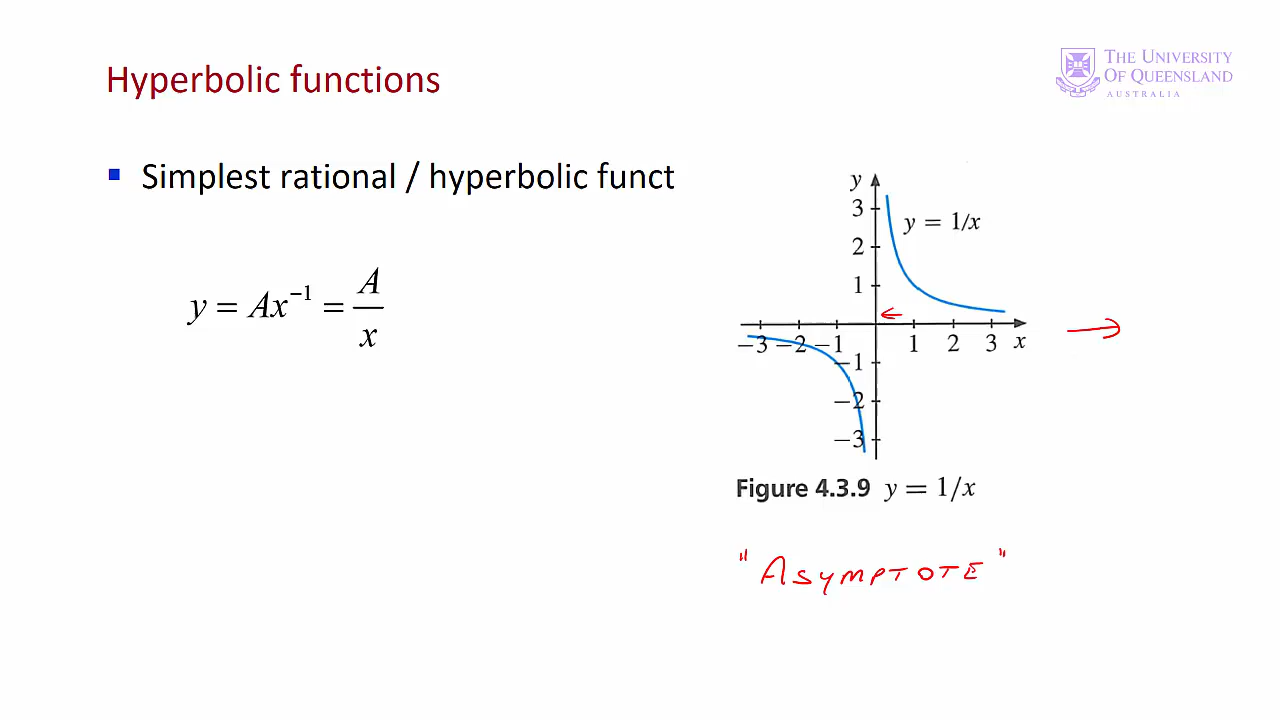 Hyperbolic functions
THE UNIVERSITY
OF QUEENSLAND
AUSTRALIA
▪ Simplest rational / hyperbolic funct
y = Ax⁻¹ = A/x
y
3
2
1
y = 1/x
−3 −2 −1 1 2 3 x
−1
−2
−3
Figure 4.3.9 y = 1/x
"ASYMPTOTE"